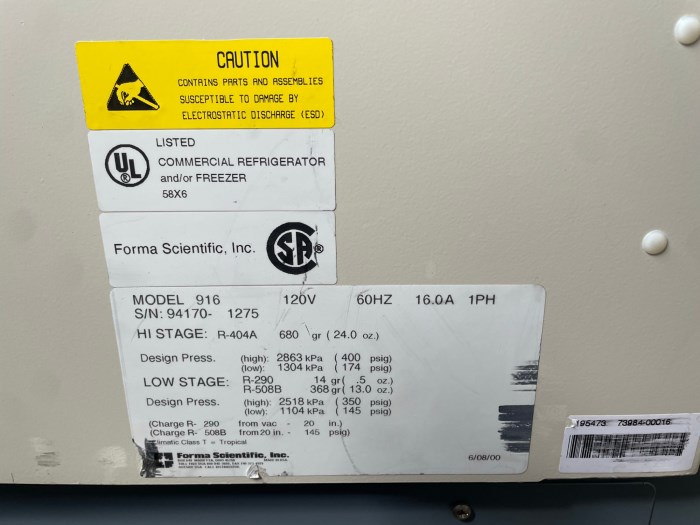 CAUTION
CONTAINS PARTS AND ASSEMBLIES
SUSCEPTIBLE TO DAMAGE BY
ELECTROSTATIC DISCHARGE (ESD)
UL ®
LISTED
COMMERCIAL REFRIGERATOR
and/or FREEZER
58X6
Forma Scientific, Inc. SA ®
MODEL 916 120V 60HZ 16.0A 1PH
S/N: 94170- 1275
HI STAGE: R-404A 680 gr ( 24.0 oz.)
Design Press. (high): 2863 kPa ( 400 psig)
(low): 1304 kPa ( 174 psig)
LOW STAGE: R-290 14 gr( .5 oz.)
R-508B 368 gr( 13.0 oz.)
Design Press. (high): 2518 kPa ( 350 psig)
(low): 1104 kPa ( 145 psig)
(Charge R- 290 from vac - 20 in.)
(Charge R- 508B from 20 in. - 145 psig)
Climatic Class T = Tropical
Forma Scientific, Inc.
6/08/00
195473 73984-00016